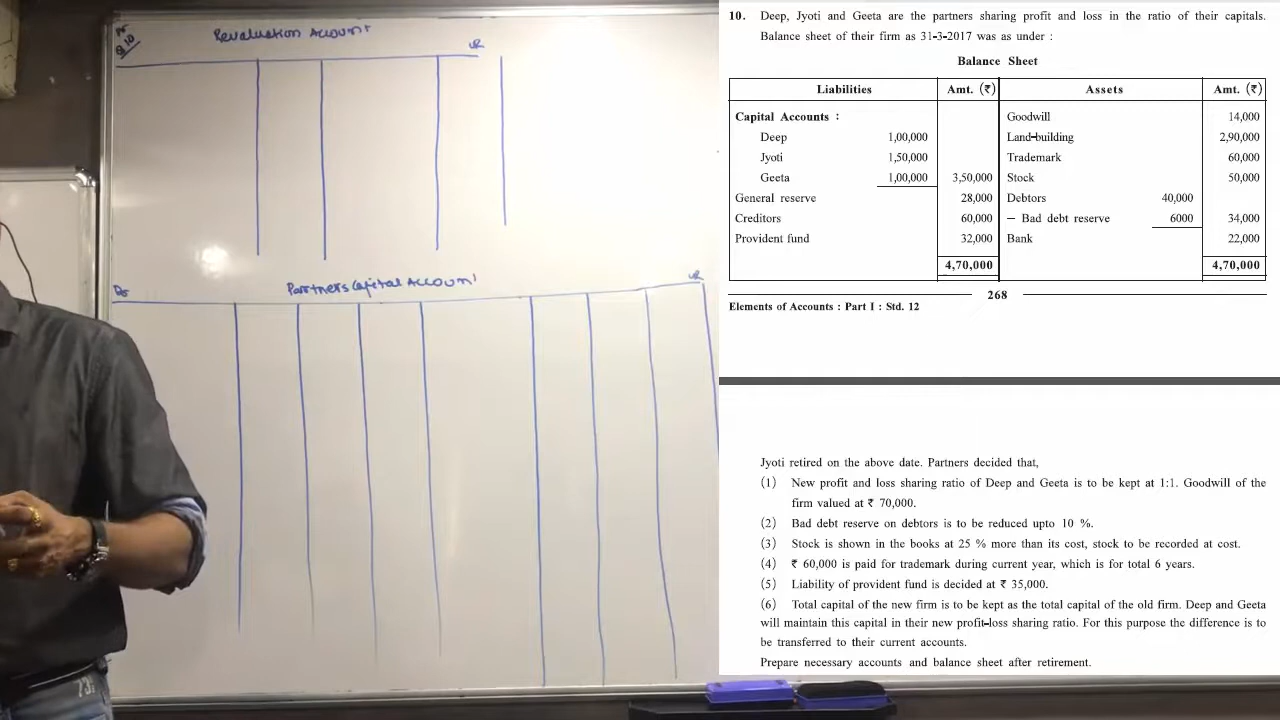 Dr
Q 10
Revaluation Account
CR
Dr
Partners Capital Account
CR
10. Deep, Jyoti and Geeta are the partners sharing profit and loss in the ratio of their capitals.
Balance sheet of their firm as 31-3-2017 was as under :
Balance Sheet
Liabilities Amt. (₹) Assets Amt. (₹)
Capital Accounts : Goodwill 14,000
Deep 1,00,000 Land-building 2,90,000
Jyoti 1,50,000 Trademark 60,000
Geeta 1,00,000 3,50,000 Stock 50,000
General reserve 28,000 Debtors 40,000
Creditors 60,000 – Bad debt reserve 6000 34,000
Provident fund 32,000 Bank 22,000
4,70,000 4,70,000
268
Elements of Accounts : Part I : Std. 12
Jyoti retired on the above date. Partners decided that,
(1) New profit and loss sharing ratio of Deep and Geeta is to be kept at 1:1. Goodwill of the
firm valued at ₹ 70,000.
(2) Bad debt reserve on debtors is to be reduced upto 10 %.
(3) Stock is shown in the books at 25 % more than its cost, stock to be recorded at cost.
(4) ₹ 60,000 is paid for trademark during current year, which is for total 6 years.
(5) Liability of provident fund is decided at ₹ 35,000.
(6) Total capital of the new firm is to be kept as the total capital of the old firm. Deep and Geeta
will maintain this capital in their new profit-loss sharing ratio. For this purpose the difference is to
be transferred to their current accounts.
Prepare necessary accounts and balance sheet after retirement.